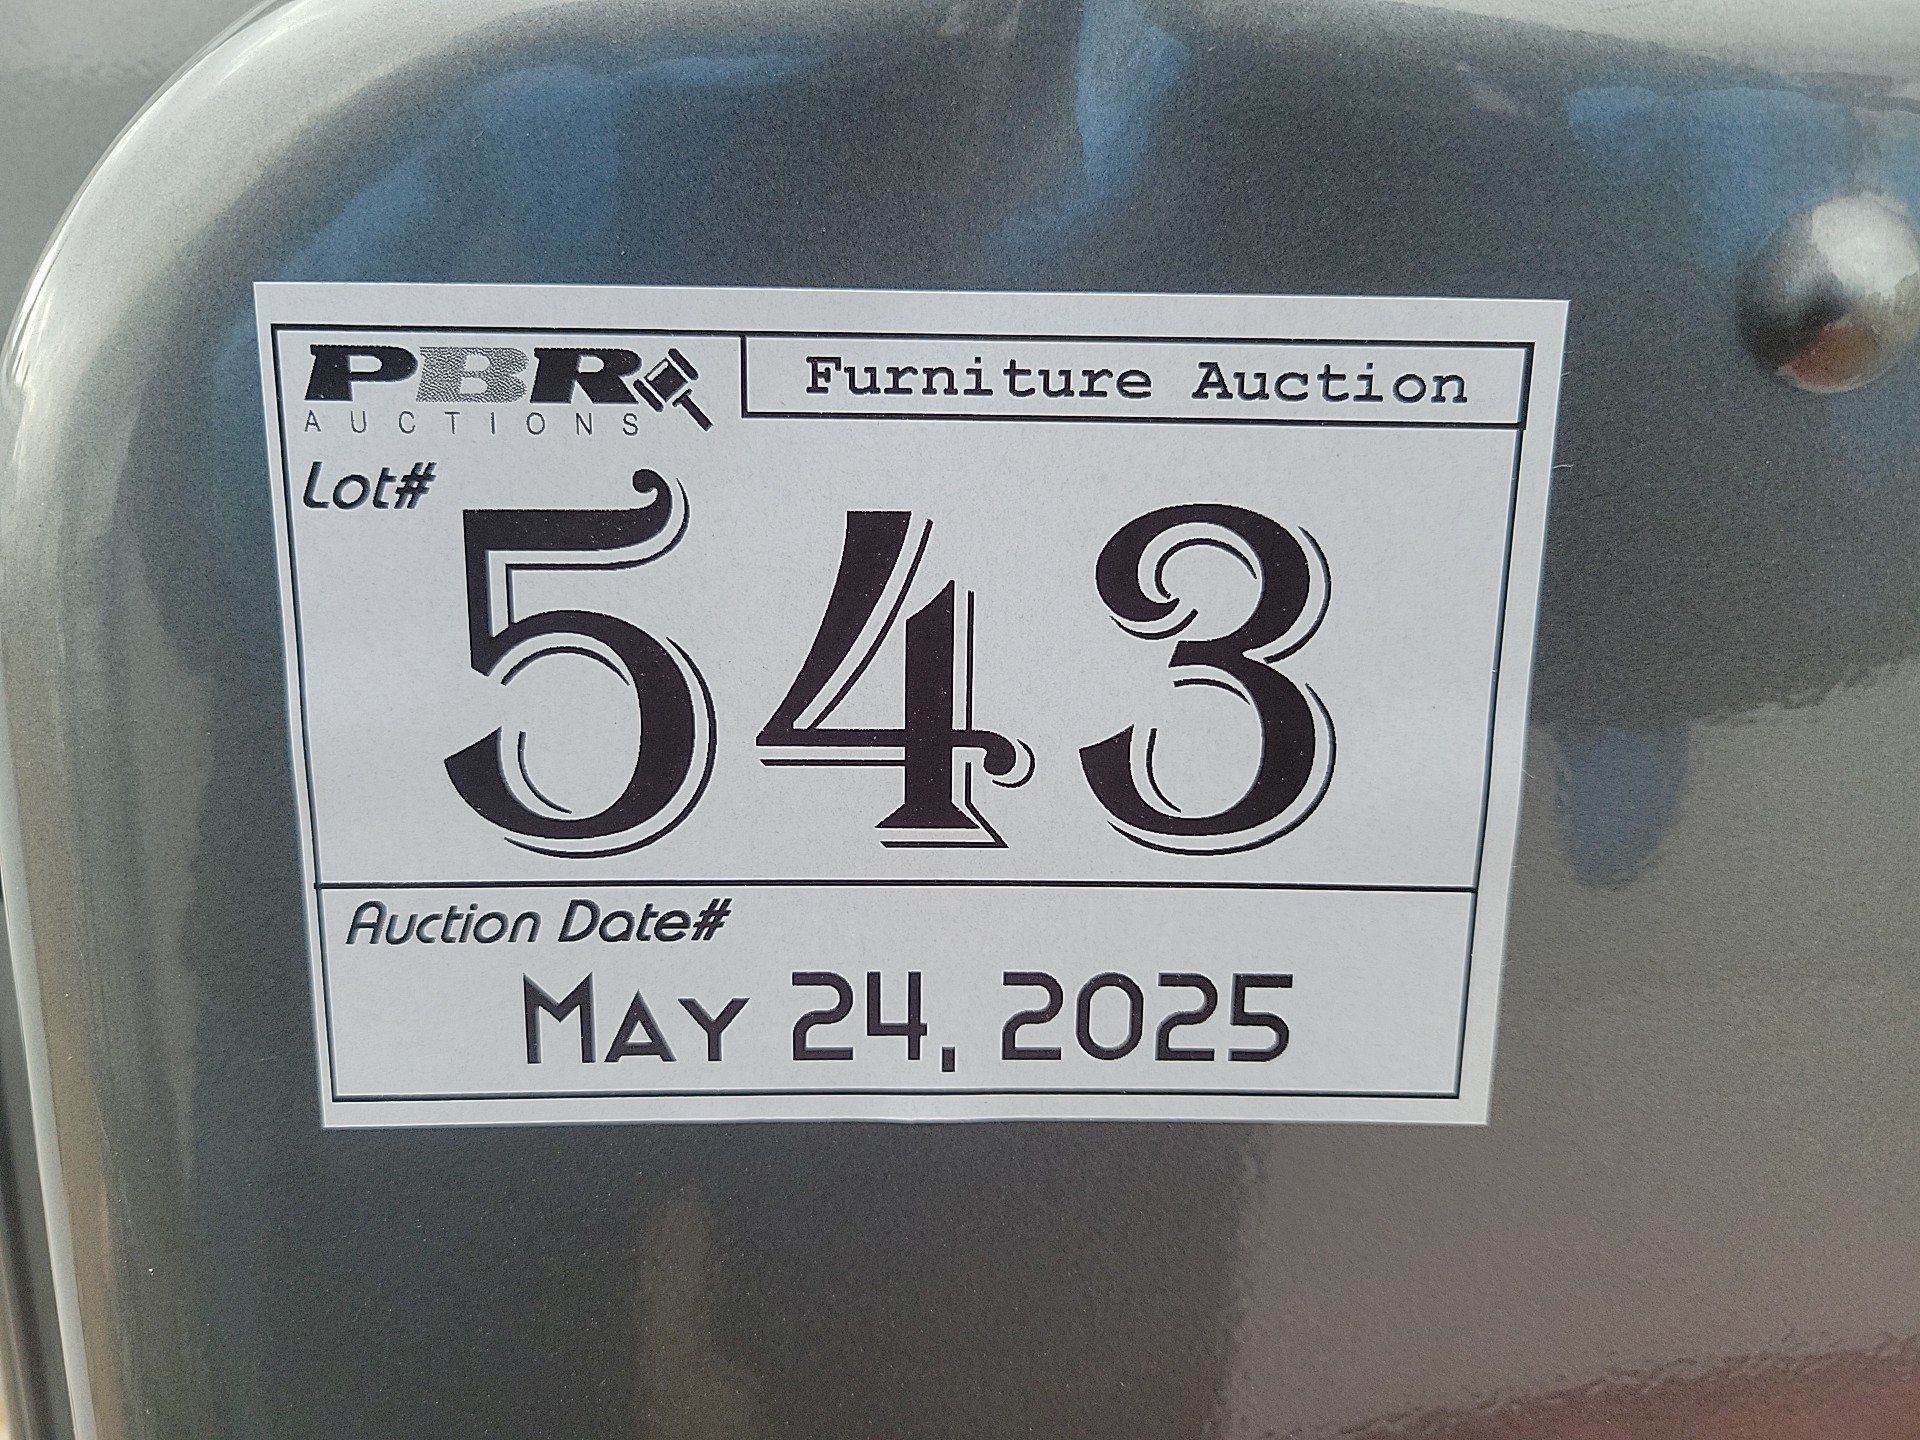 PBR
AUCTIONS
Furniture Auction
Lot#
543
Auction Date#
May 24, 2025